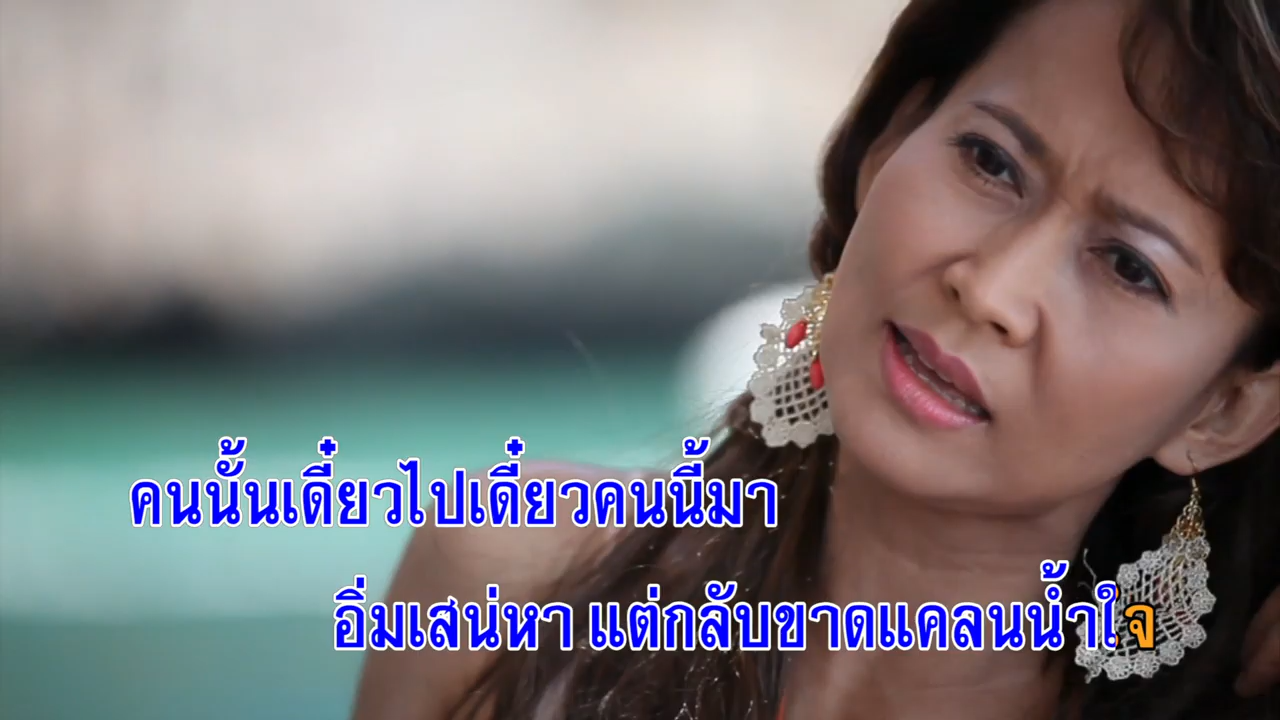 คนนั้นเดี๋ยวไปเดี๋ยวคนนี้มา
อิ่มเสน่หา แต่กลับขาดแคลนน้ำใจ